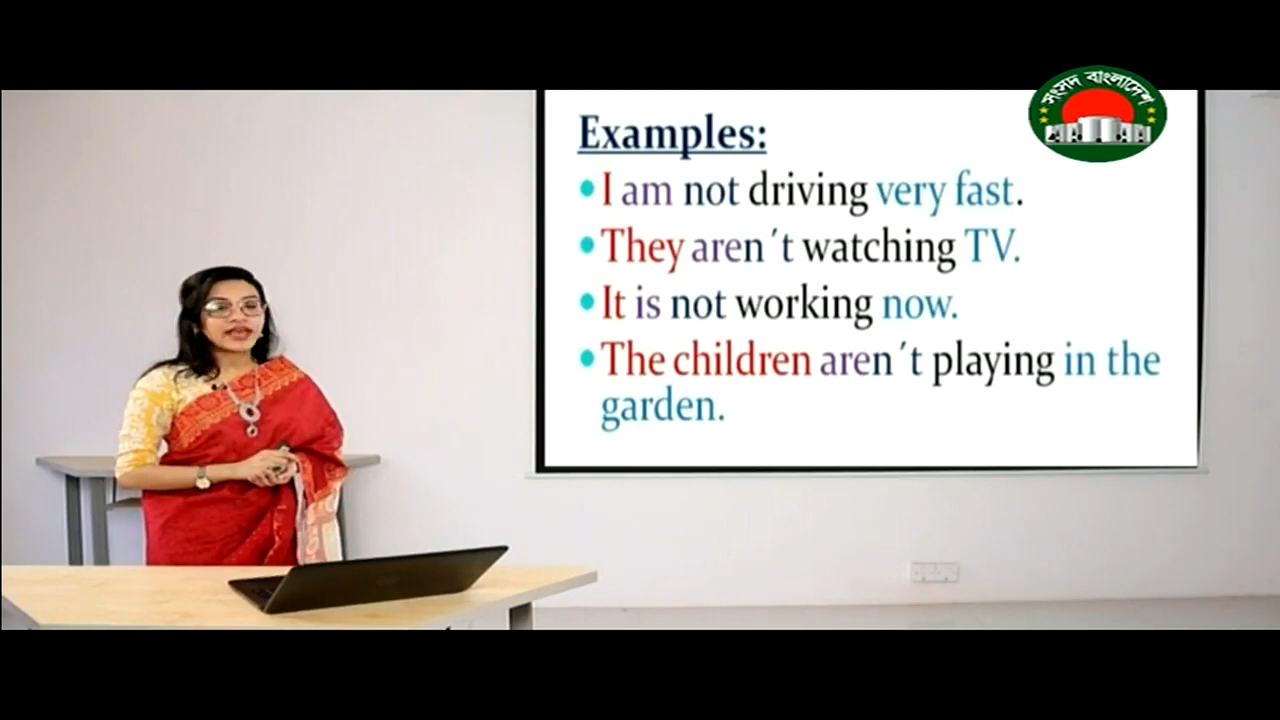 সংসদ বাংলাদেশ
Examples:
•I am not driving very fast.
•They aren´t watching TV.
•It is not working now.
•The children aren´t playing in the
garden.